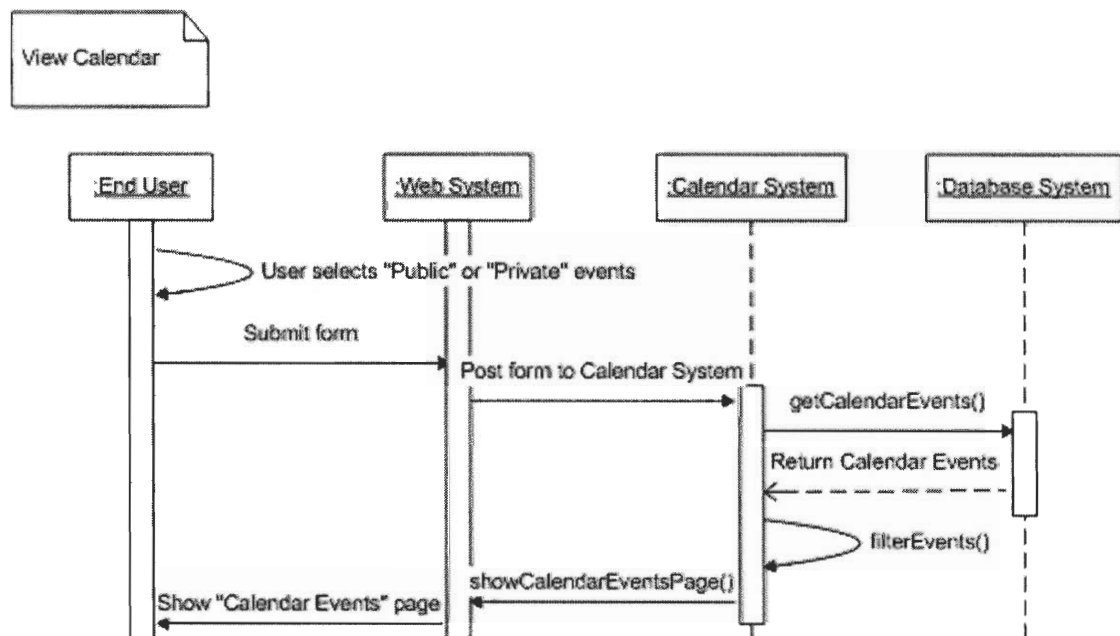 View Calendar
:End User
:Web System
:Calendar System
:Database System
User selects "Public" or "Private" events
Submit form
Post form to Calendar System
getCalendarEvents()
Return Calendar Events
filterEvents()
showCalendarEventsPage()
Show "Calendar Events" page